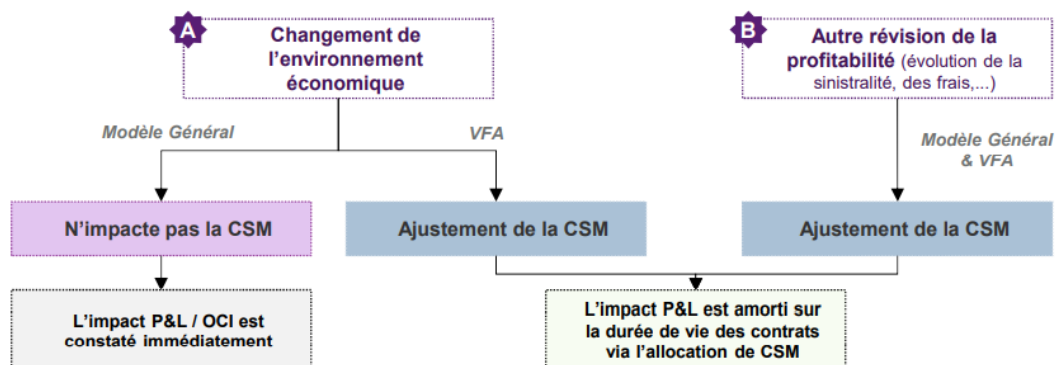 A
Changement de
l'environnement
économique
B
Autre révision de la
profitabilité (évolution de la
sinistralité, des frais,...)
Modèle Général
VFA
Modèle Général
& VFA
N'impacte pas la CSM
Ajustement de la CSM
Ajustement de la CSM
L'impact P&L / OCI est
constaté immédiatement
L'impact P&L est amorti sur
la durée de vie des contrats
via l'allocation de CSM